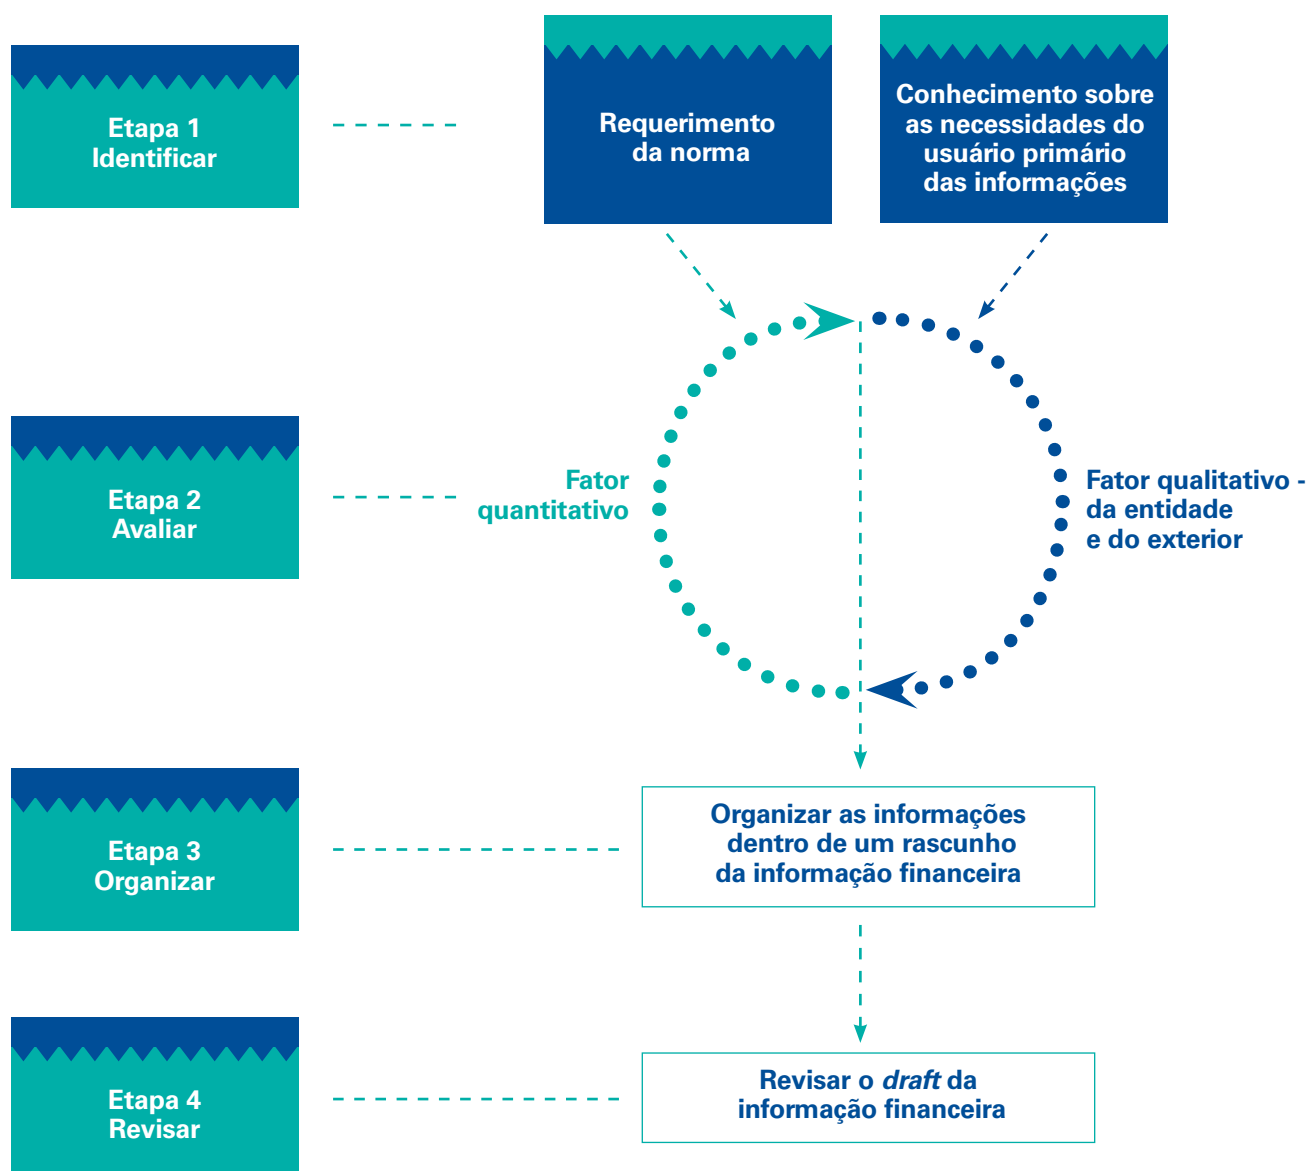 Etapa 1
Identificar
Requerimento
da norma
Conhecimento sobre
as necessidades do
usuário primário
das informações
Etapa 2
Avaliar
Fator
quantitativo
Fator qualitativo -
da entidade
e do exterior
Etapa 3
Organizar
Organizar as informações
dentro de um rascunho
da informação financeira
Etapa 4
Revisar
Revisar o draft da
informação financeira